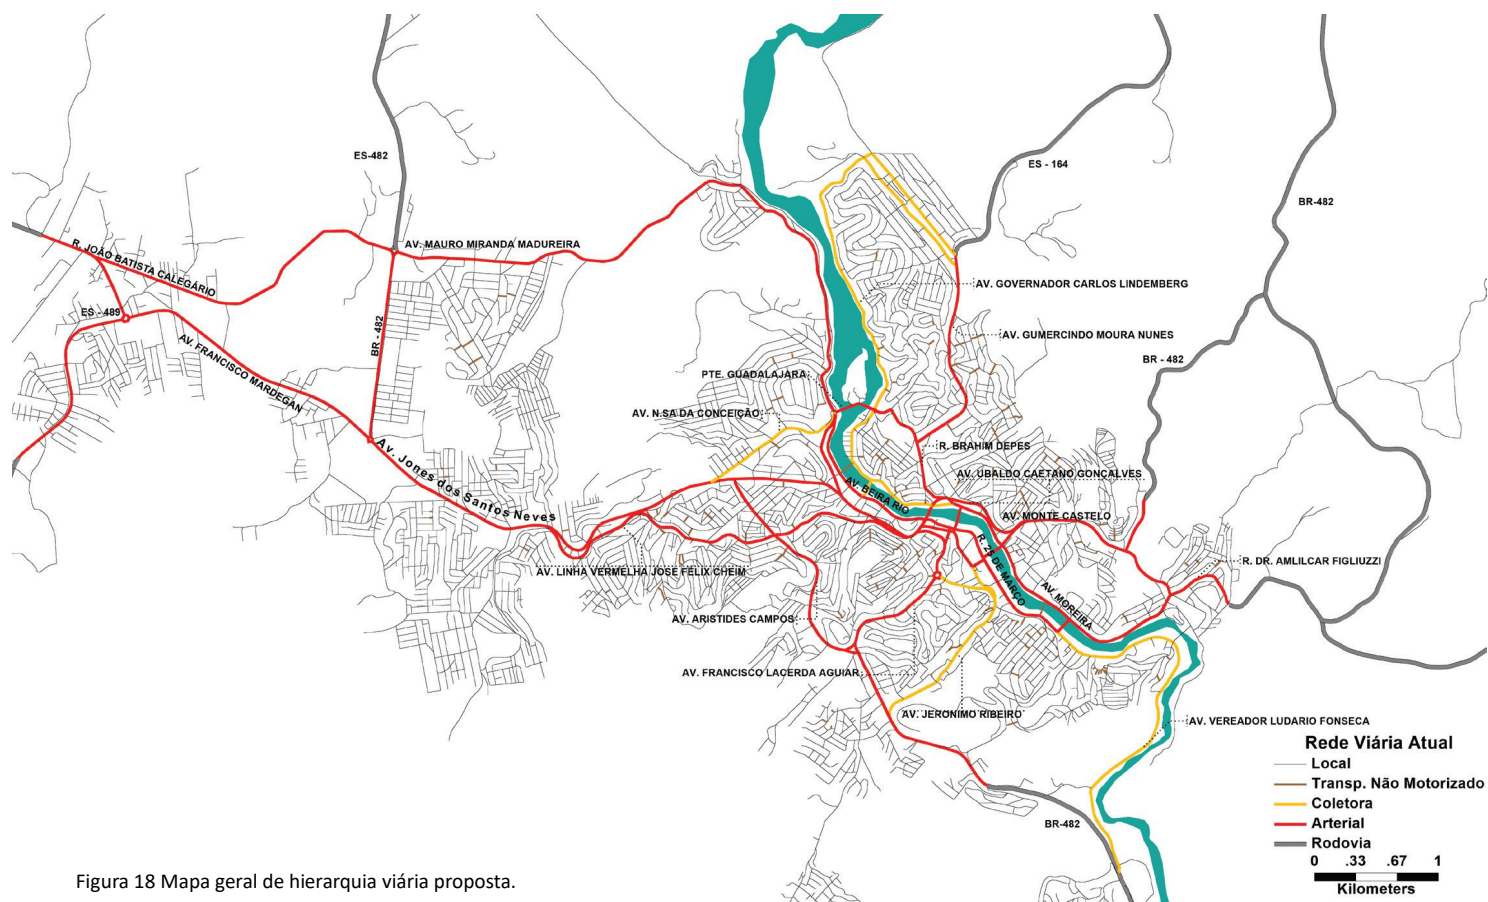 ES-482
ES - 164
BR-482
AV. MAURO MIRANDA MADUREIRA
R. JOÃO BATISTA CALEGÁRIO
AV. GOVERNADOR CARLOS LINDEMBERG
ES - 489
BR - 482
AV. GUMERCINDO MOURA NUNES
AV. FRANCISCO MARDEGAN
BR - 482
PTE. GUADALAJARA
AV. N.SA DA CONCEIÇÃO
R. BRAHIM DEPES
Av. Jones dos Santos Neves
AV. UBALDO CAETANO GONÇALVES
AV. BEIRA RIO
AV. MONTE CASTELO
R. 25 DE MARÇO
R. DR. AMLILCAR FIGLIUZZI
AV. LINHA VERMELHA JOSE FELIX CHEIM
AV. MOREIRA
AV. ARISTIDES CAMPOS
AV. FRANCISCO LACERDA AGUIAR
AV. JERONIMO RIBEIRO
AV. VEREADOR LUDARIO FONSECA
BR-482
Rede Viária Atual
Local
Transp. Não Motorizado
Coletora
Arterial
Rodovia
0 .33 .67 1
Kilometers
Figura 18 Mapa geral de hierarquia viária proposta.